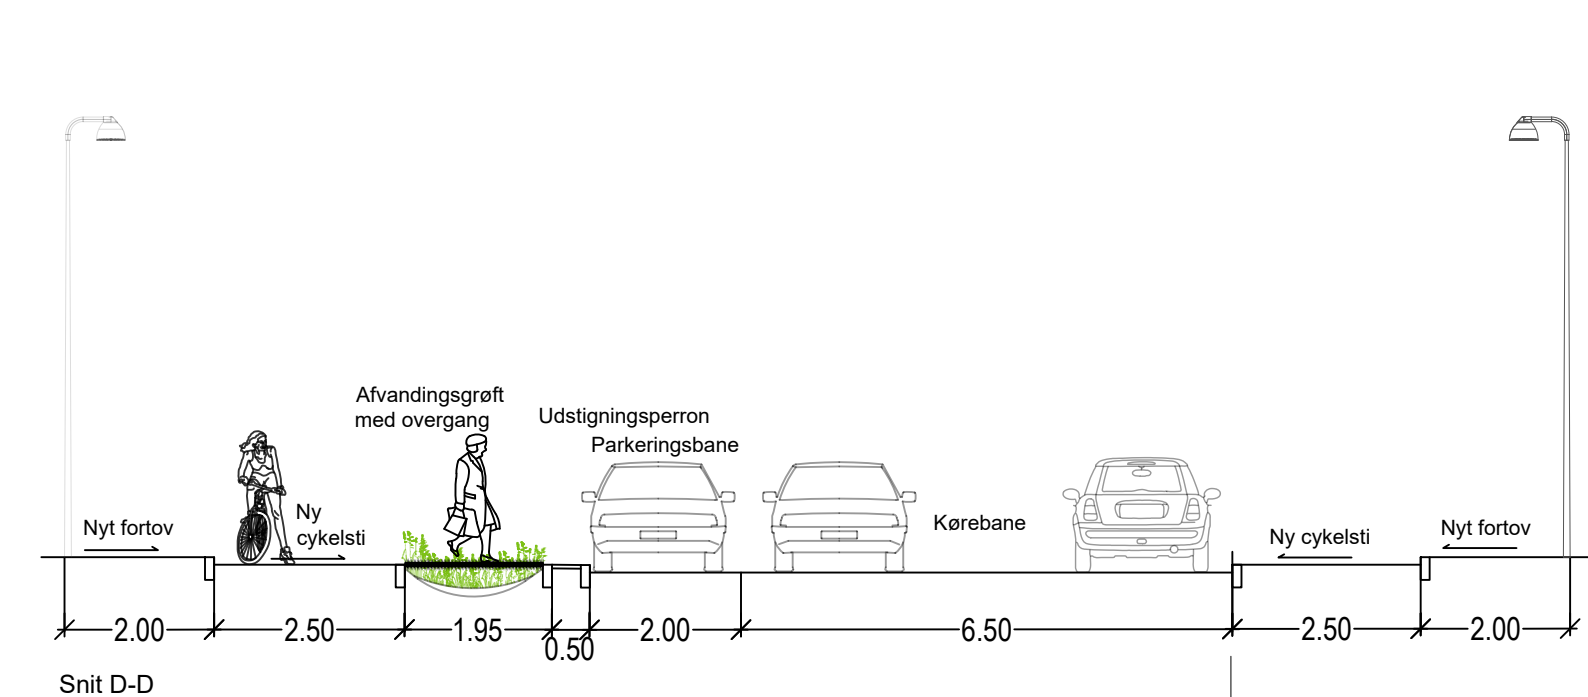 Afvandingsgrøft
med overgang
Udstigningsperron
Parkeringsbane
Nyt fortov
Ny
cykelsti
Kørebane
Ny cykelsti
Nyt fortov
2.00
2.50
1.95
0.50
2.00
6.50
2.50
2.00
Snit D-D